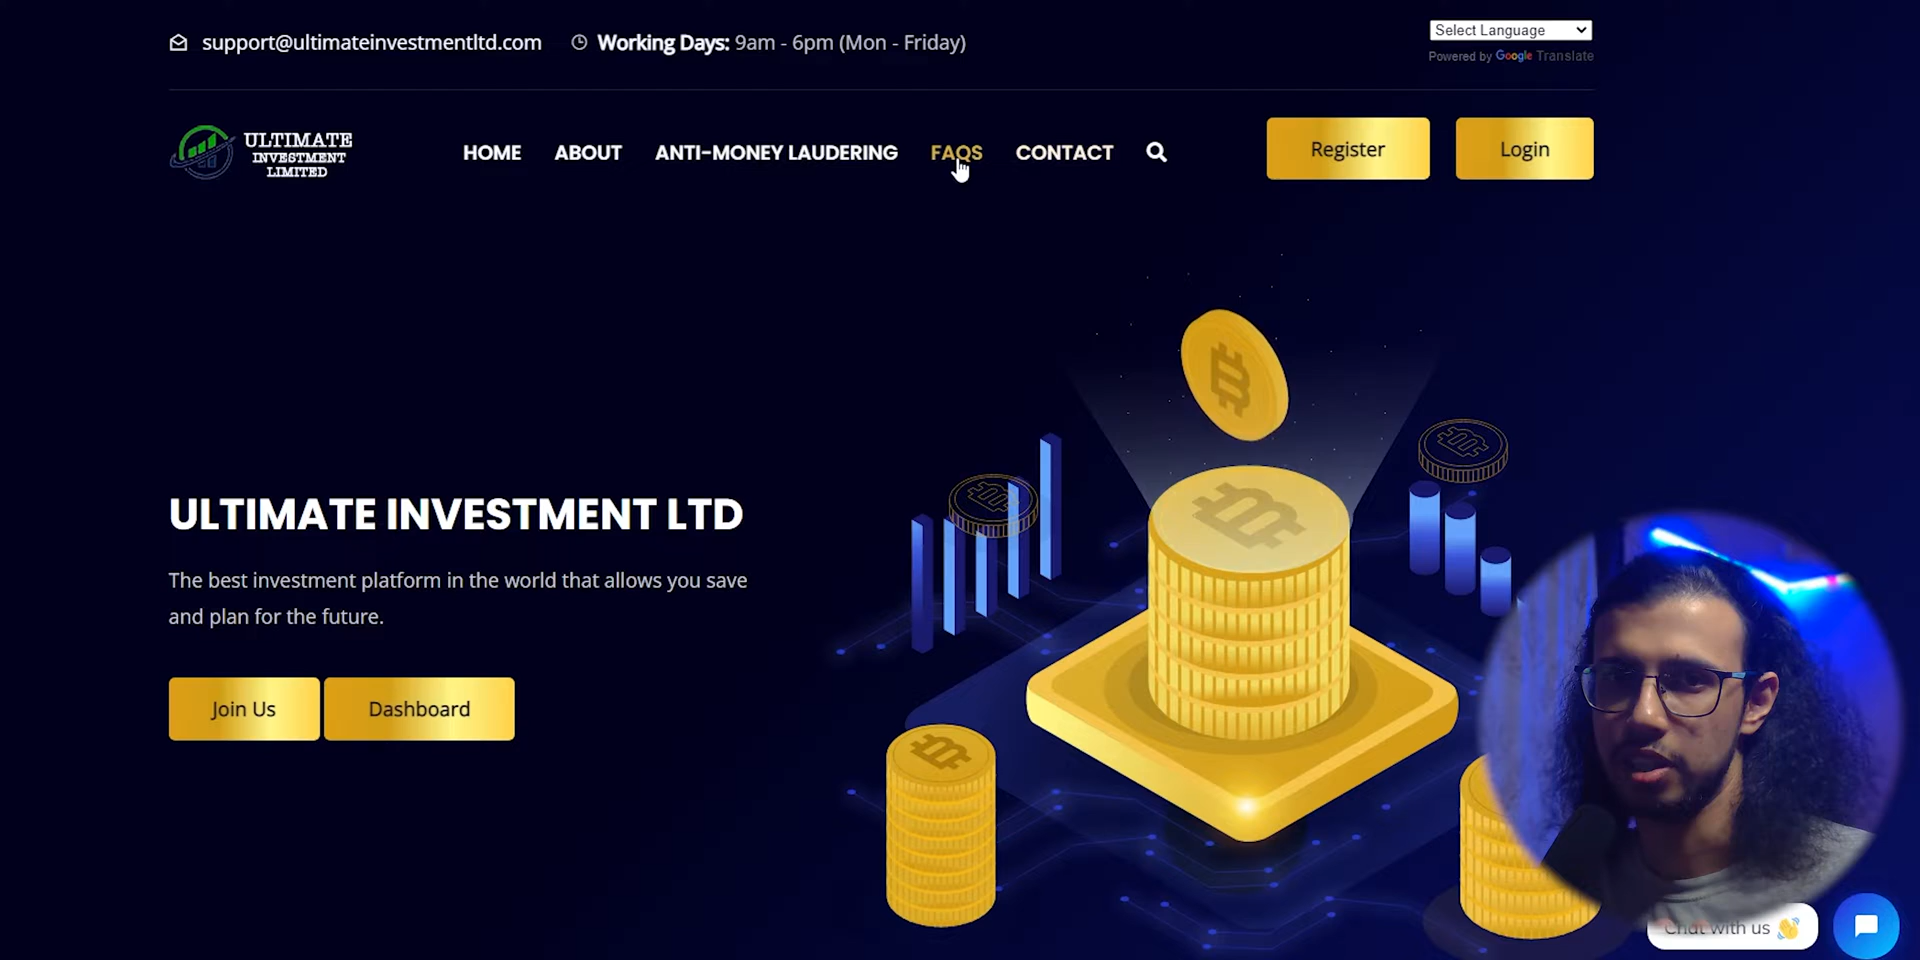 support@ultimateinvestmentltd.com
Working Days: 9am - 6pm (Mon - Friday)
Select Language
Powered by Google Translate
ULTIMATE
INVESTMENT
LIMITED
HOME
ABOUT
ANTI-MONEY LAUDERING
FAQS
CONTACT
Register
Login
ULTIMATE INVESTMENT LTD
The best investment platform in the world that allows you save
and plan for the future.
Join Us
Dashboard
Chat with us 👋